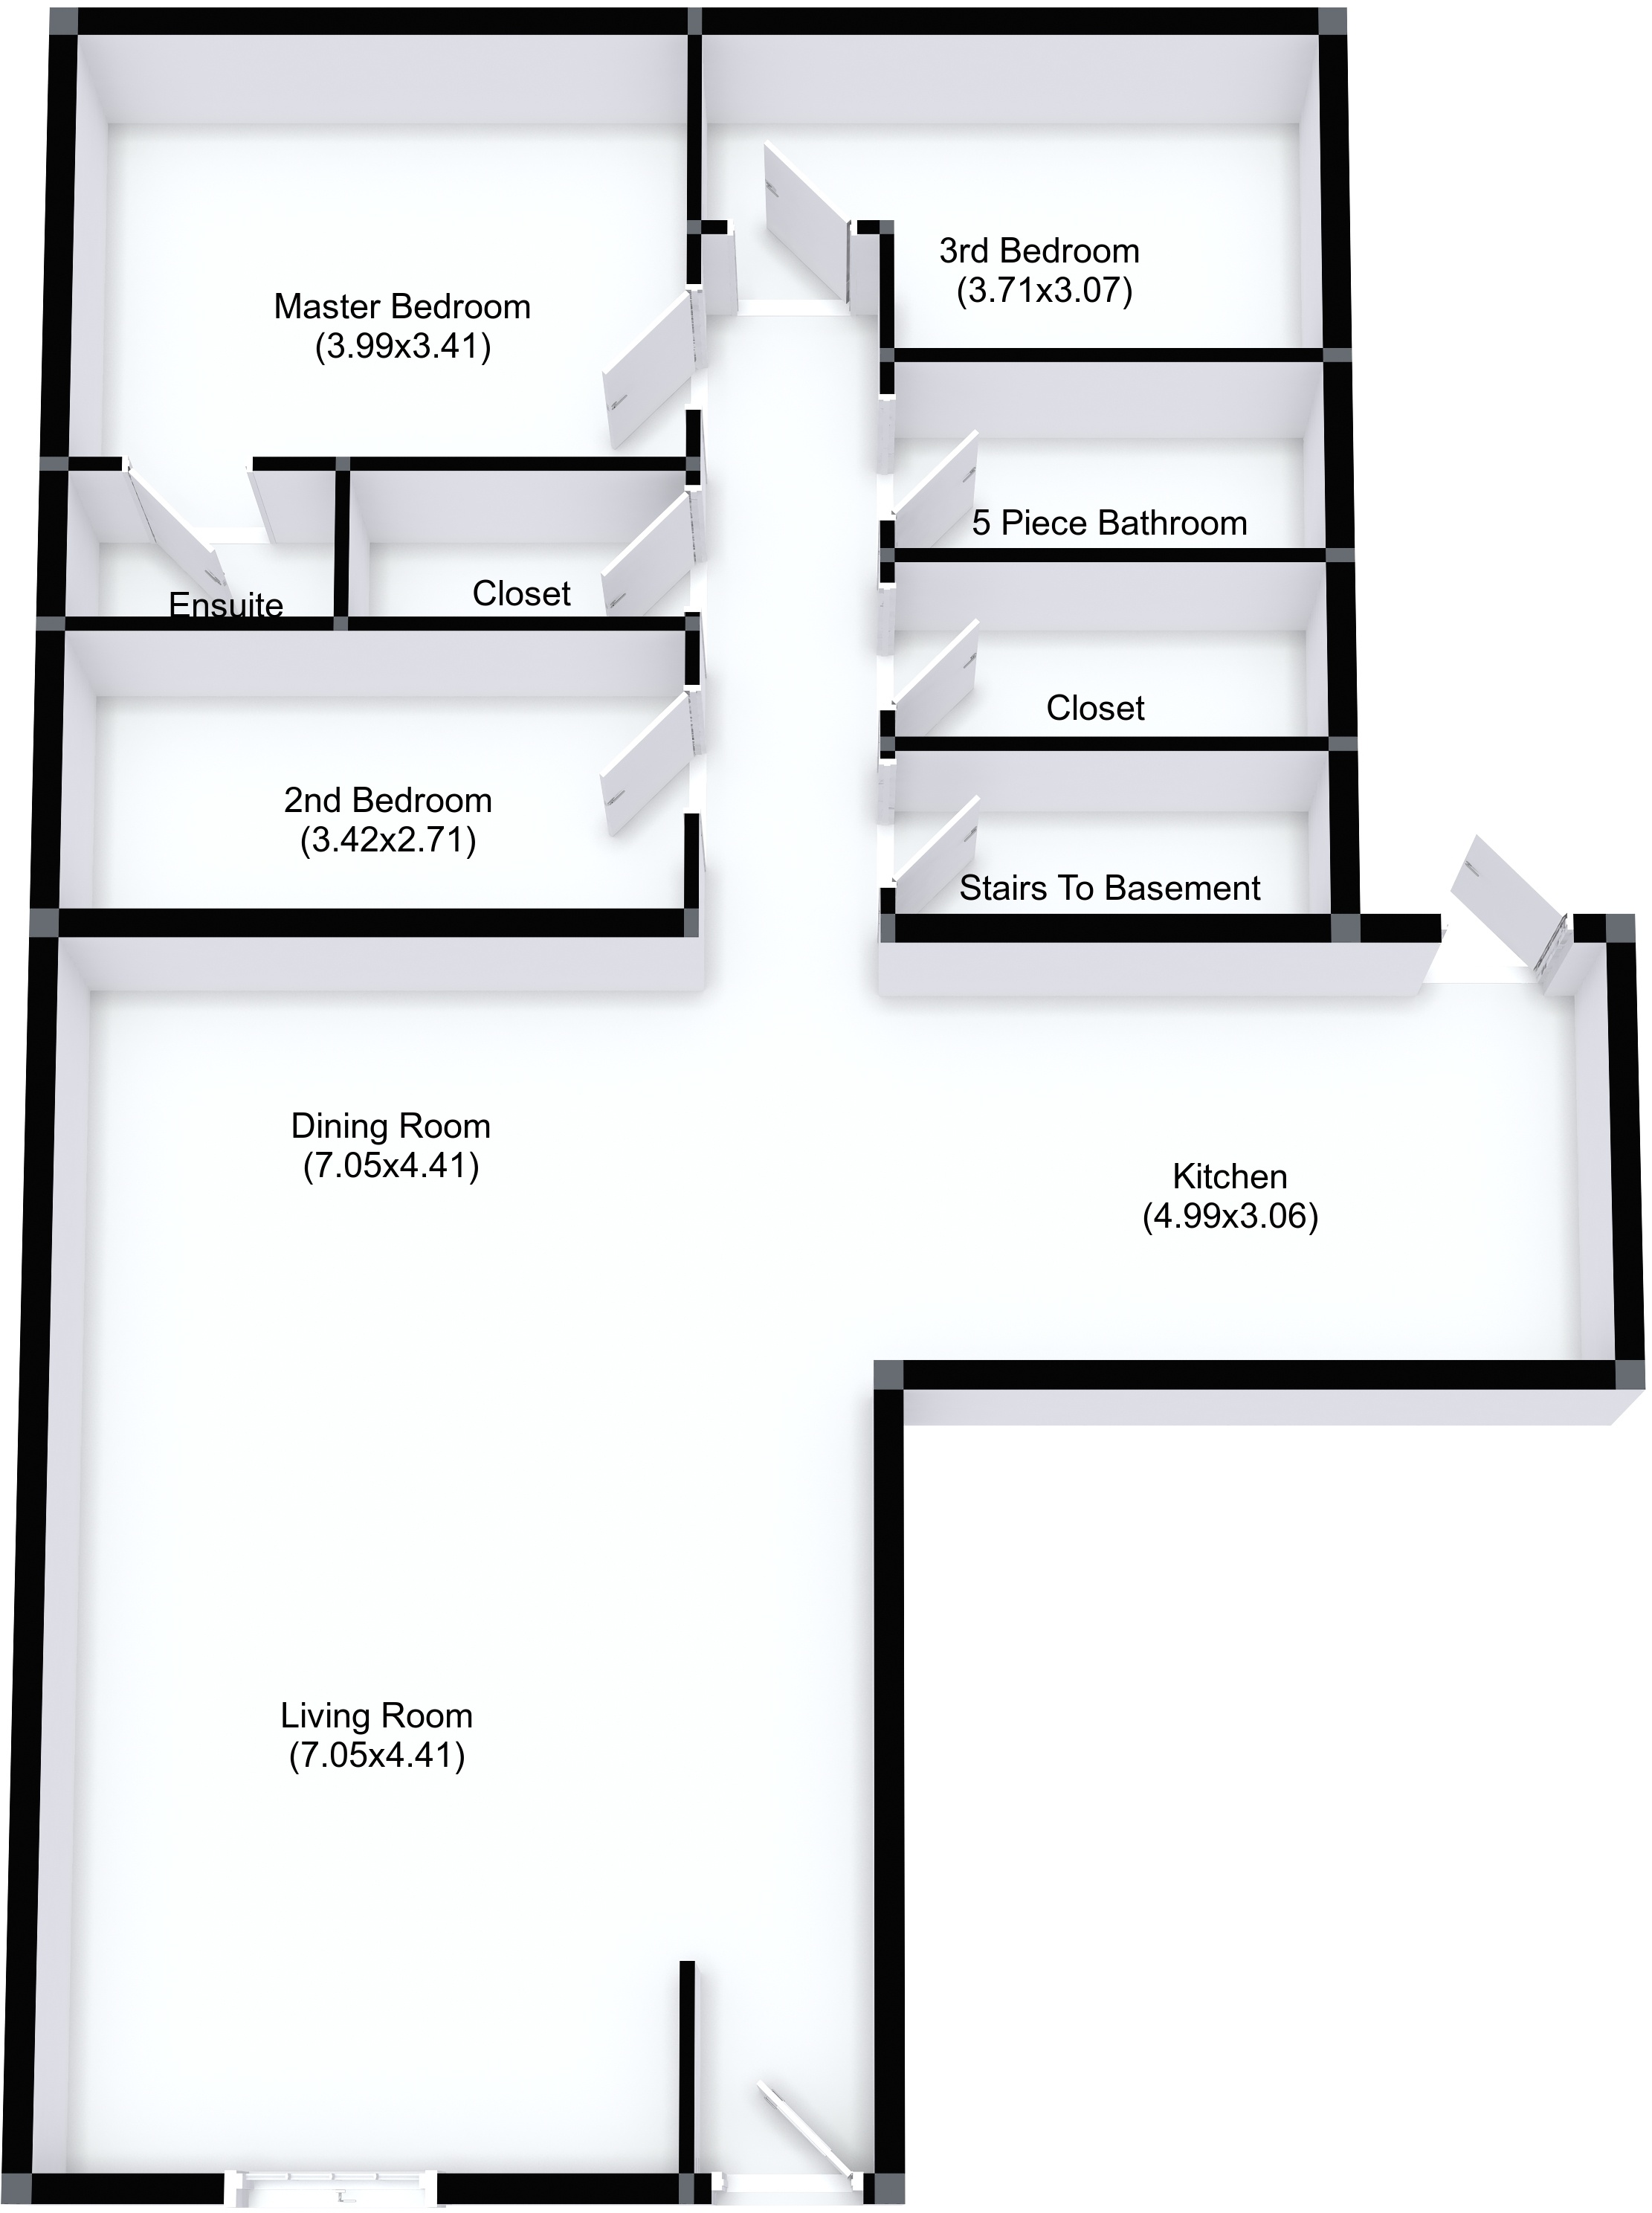 3rd Bedroom
(3.71x3.07)
Master Bedroom
(3.99x3.41)
5 Piece Bathroom
Ensuite
Closet
Closet
2nd Bedroom
(3.42x2.71)
Stairs To Basement
Dining Room
(7.05x4.41)
Kitchen
(4.99x3.06)
Living Room
(7.05x4.41)